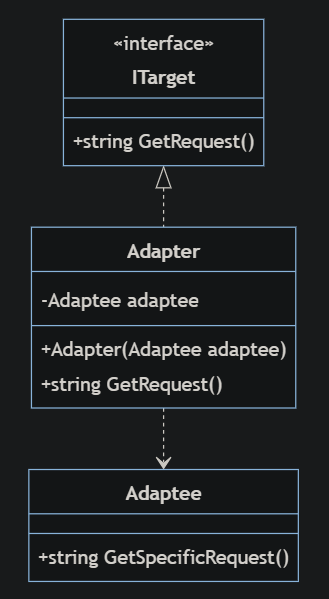 «interface»
ITarget
+string GetRequest()
Adapter
-Adaptee adaptee
+Adapter(Adaptee adaptee)
+string GetRequest()
Adaptee
+string GetSpecificRequest()